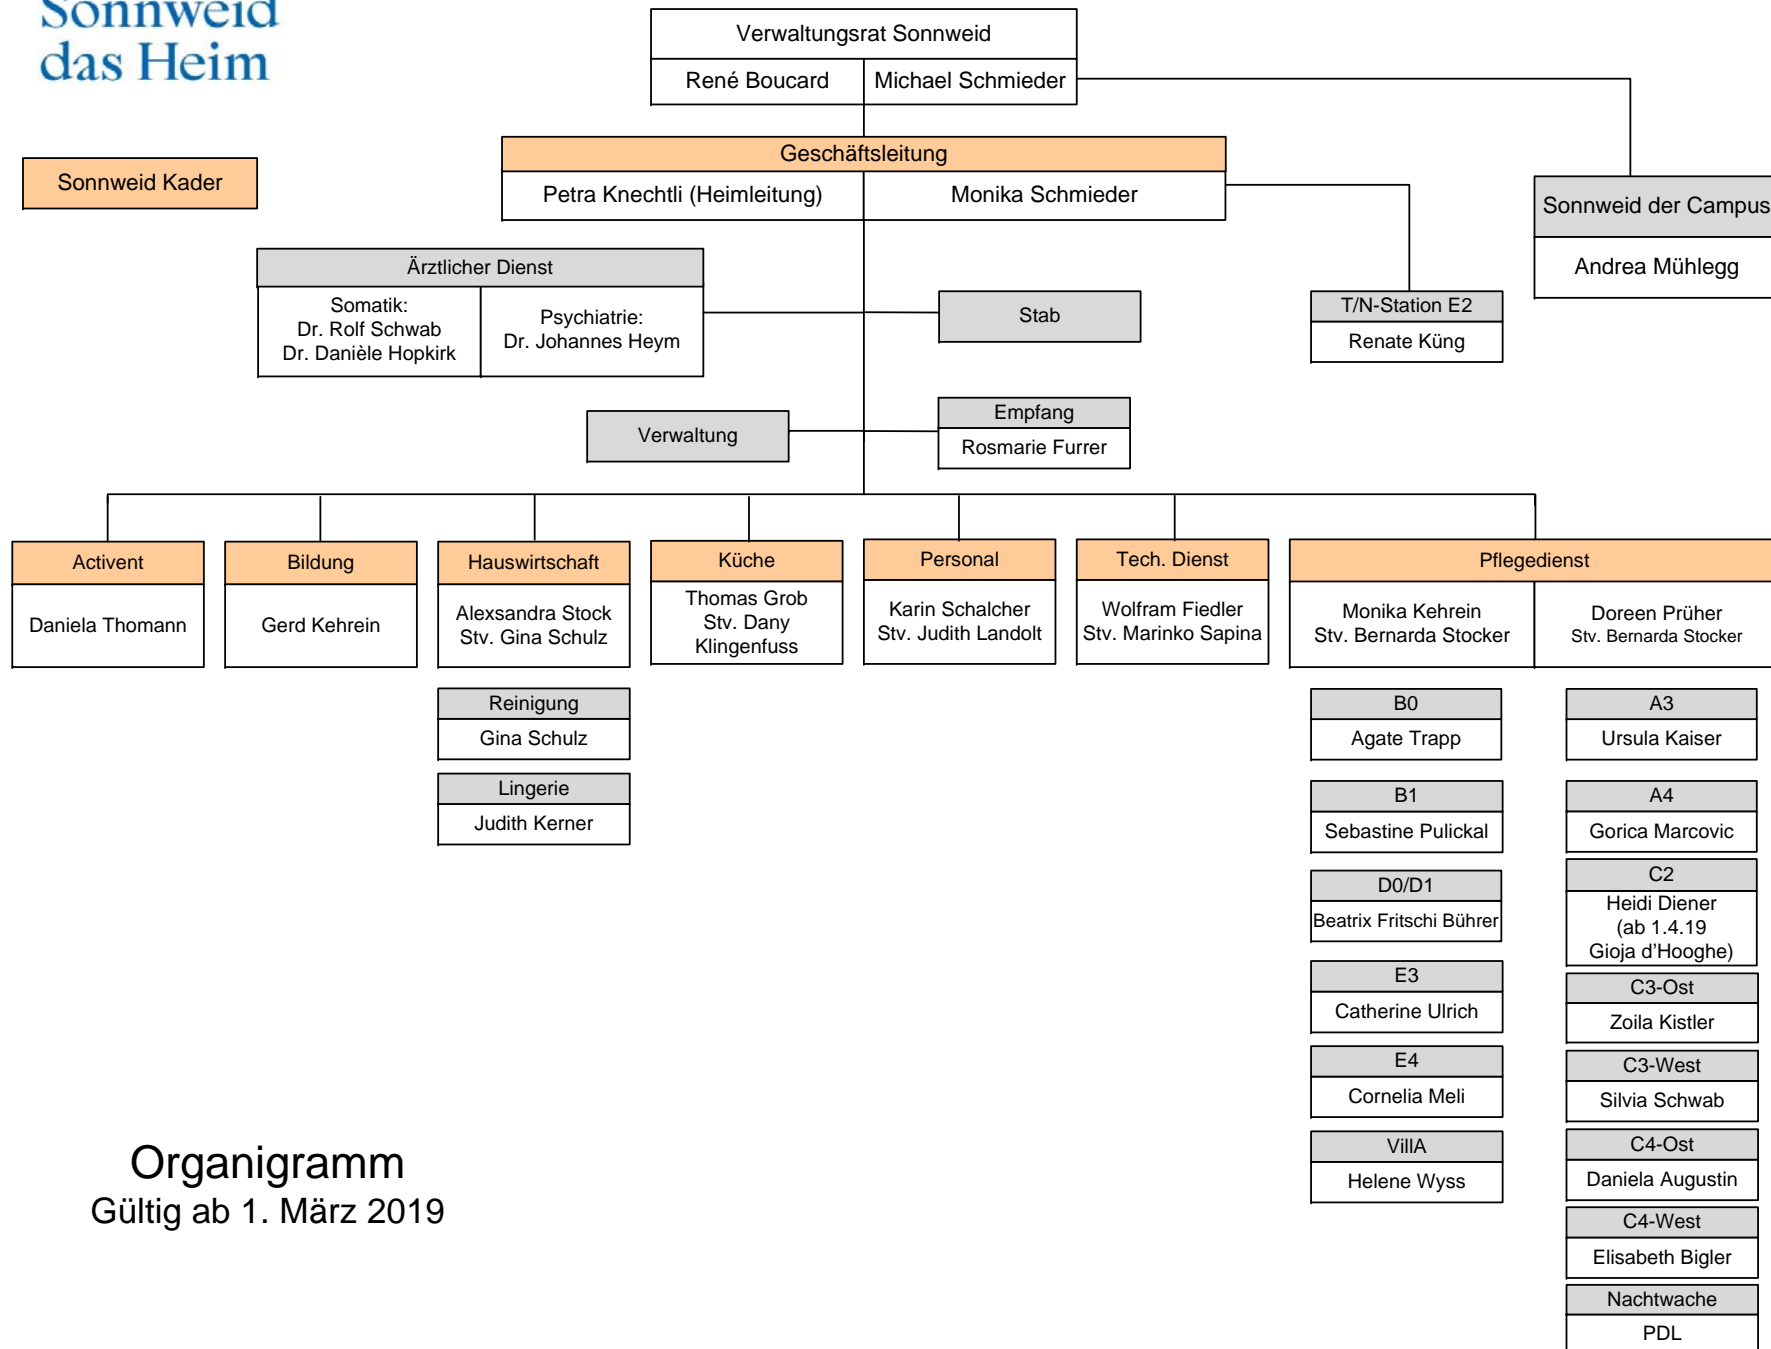 Sonnweid
das Heim
Verwaltungsrat Sonnweid
René Boucard
Michael Schmieder
Sonnweid Kader
Geschäftsleitung
Petra Knechtli (Heimleitung)
Monika Schmieder
Sonnweid der Campus
Andrea Mühlegg
Ärztlicher Dienst
Somatik:
Dr. Rolf Schwab
Dr. Danièle Hopkirk
Psychiatrie:
Dr. Johannes Heym
Stab
T/N-Station E2
Renate Küng
Verwaltung
Empfang
Rosmarie Furrer
Activent
Daniela Thomann
Bildung
Gerd Kehrein
Hauswirtschaft
Alexsandra Stock
Stv. Gina Schulz
Küche
Thomas Grob
Stv. Dany
Klingenfuss
Personal
Karin Schalcher
Stv. Judith Landolt
Tech. Dienst
Wolfram Fiedler
Stv. Marinko Sapina
Pflegedienst
Monika Kehrein
Stv. Bernarda Stocker
Doreen Prüher
Stv. Bernarda Stocker
Reinigung
Gina Schulz
Lingerie
Judith Kerner
B0
Agate Trapp
B1
Sebastine Pulickal
D0/D1
Beatrix Fritschi Bührer
E3
Catherine Ulrich
E4
Cornelia Meli
VillA
Helene Wyss
A3
Ursula Kaiser
A4
Gorica Marcovic
C2
Heidi Diener
(ab 1.4.19
Gioja d'Hooghe)
C3-Ost
Zoila Kistler
C3-West
Silvia Schwab
C4-Ost
Daniela Augustin
C4-West
Elisabeth Bigler
Nachtwache
PDL
Organigramm
Gültig ab 1. März 2019